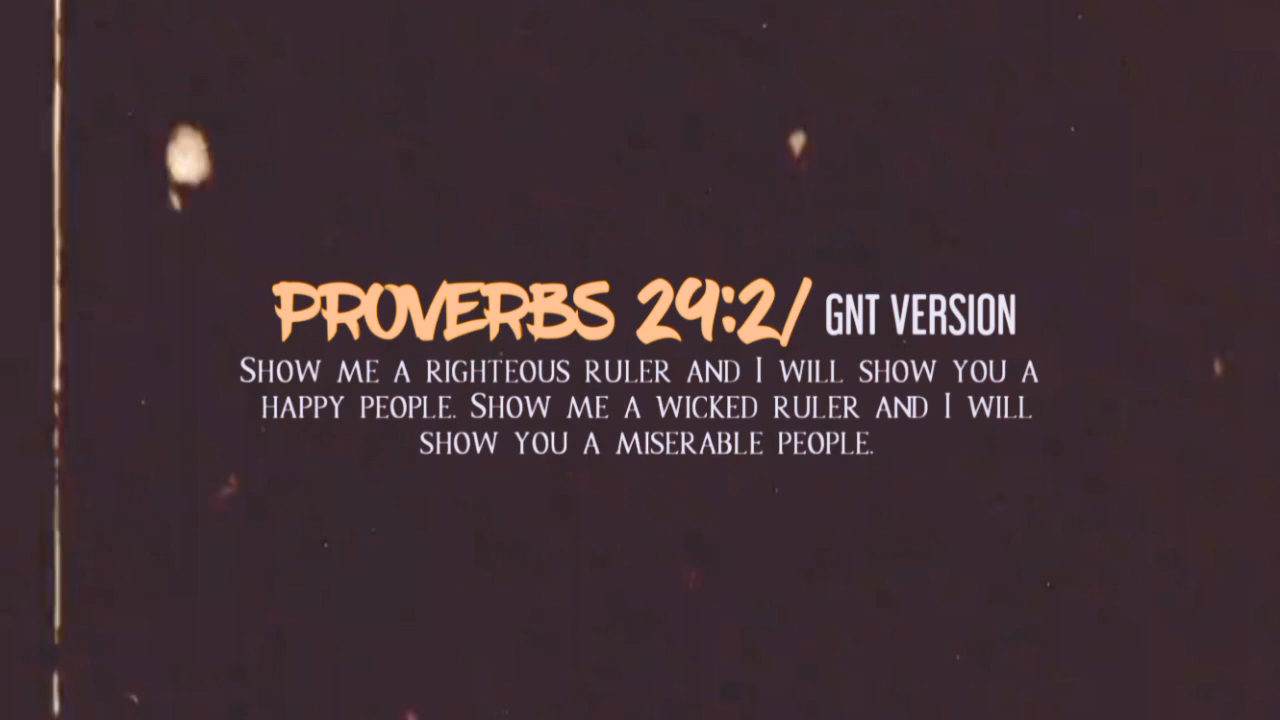 PROVERBS 29:2/ GNT VERSION
SHOW ME A RIGHTEOUS RULER AND I WILL SHOW YOU A
HAPPY PEOPLE. SHOW ME A WICKED RULER AND I WILL
SHOW YOU A MISERABLE PEOPLE.